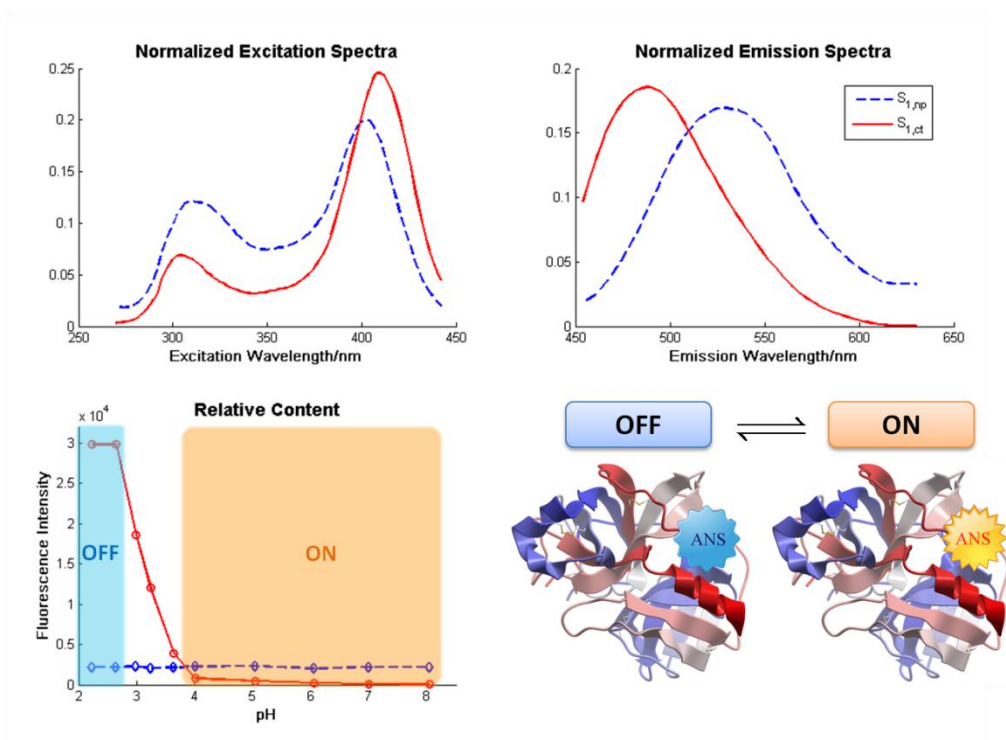 Normalized Excitation Spectra
0.25
0.2
0.15
0.1
0.05
0
250 300 350 400 450
Excitation Wavelength/nm
Normalized Emission Spectra
0.2
0.15
0.1
0.05
0
450 500 550 600 650
Emission Wavelength/nm
S1,np
S1,ct
Relative Content
x 10^4
Fluorescence Intensity
3
2.5
2
1.5
1
0.5
0
2 3 4 5 6 7 8
pH
OFF
ON
OFF ⇌ ON
ANS
ANS